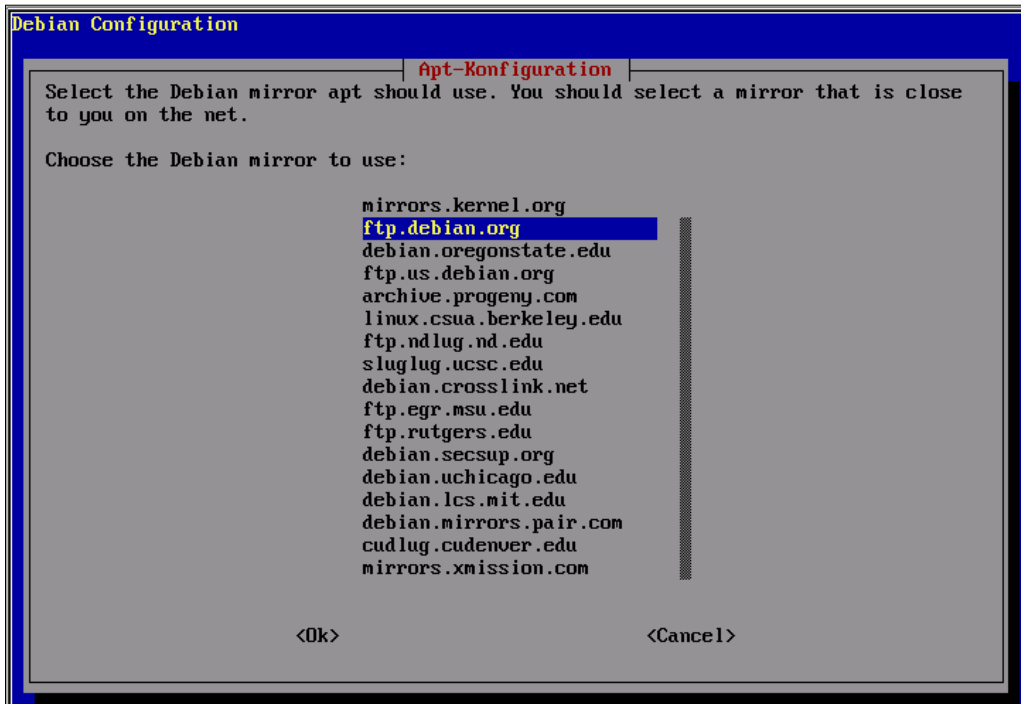 Debian Configuration
Apt-Konfiguration
Select the Debian mirror apt should use. You should select a mirror that is close
to you on the net.
Choose the Debian mirror to use:
mirrors.kernel.org
ftp.debian.org
debian.oregonstate.edu
ftp.us.debian.org
archive.progeny.com
linux.csua.berkeley.edu
ftp.ndlug.nd.edu
sluglug.ucsc.edu
debian.crosslink.net
ftp.egr.msu.edu
ftp.rutgers.edu
debian.secsup.org
debian.uchicago.edu
debian.lcs.mit.edu
debian.mirrors.pair.com
cudlug.cudenver.edu
mirrors.xmission.com
<Ok> <Cancel>